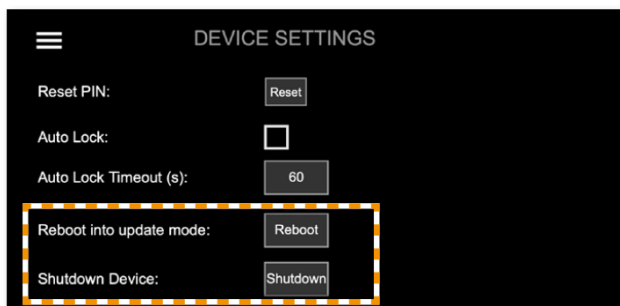 DEVICE SETTINGS
Reset PIN: Reset
Auto Lock:
Auto Lock Timeout (s): 60
Reboot into update mode: Reboot
Shutdown Device: Shutdown